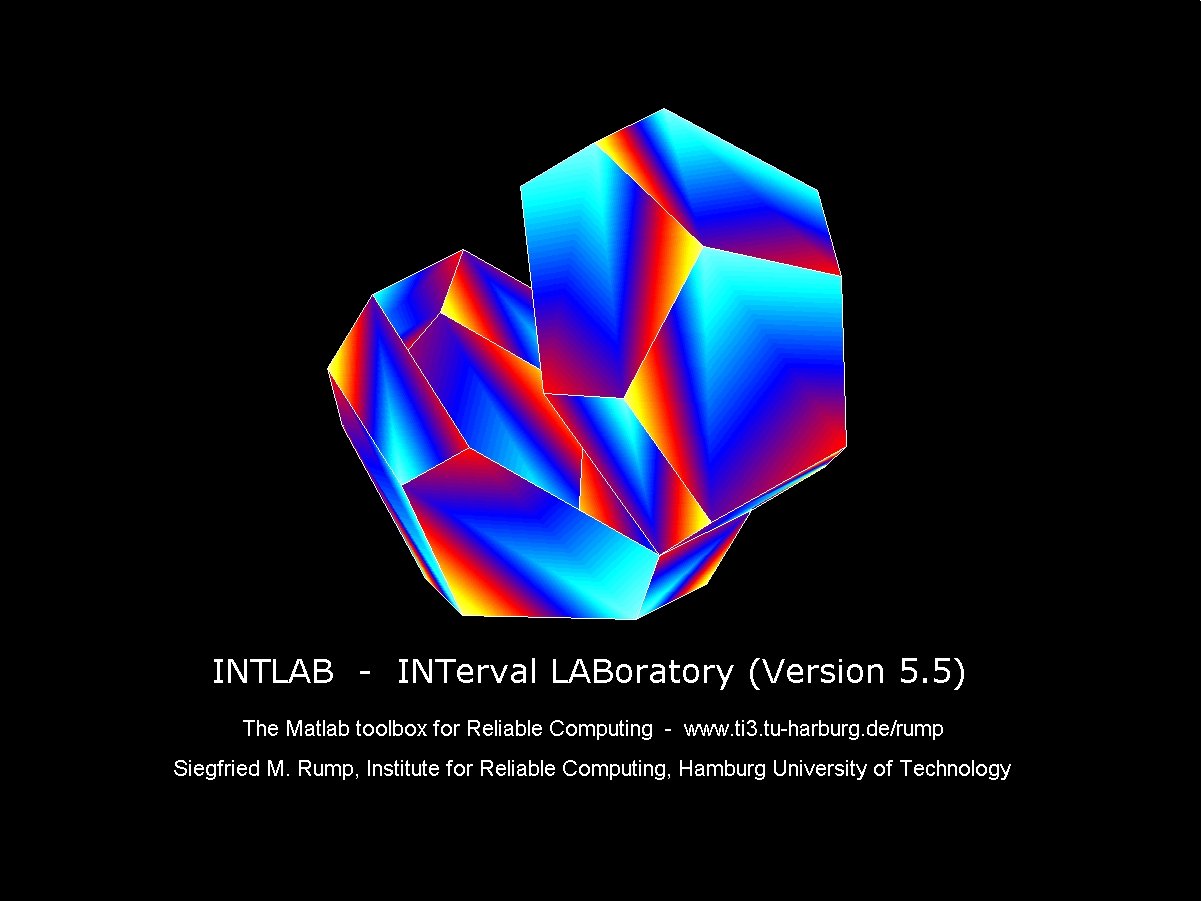 INTLAB - INTerval LABoratory (Version 5.5)
The Matlab toolbox for Reliable Computing - www.ti3.tu-harburg.de/rump
Siegfried M. Rump, Institute for Reliable Computing, Hamburg University of Technology